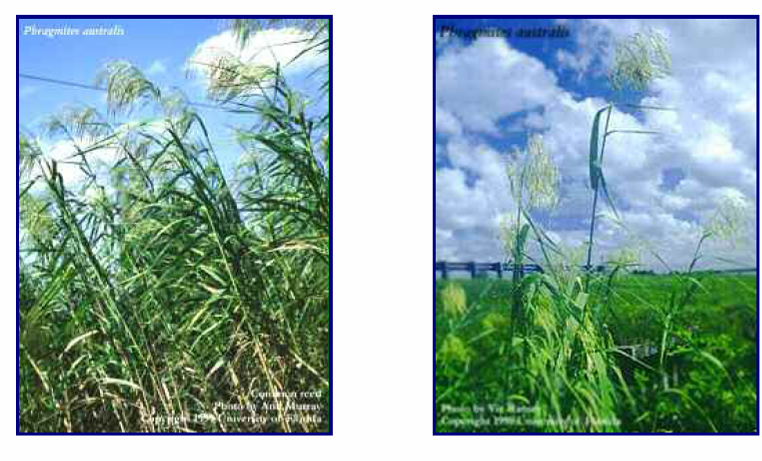 Phragmites australis
Common reed
Photo by Ann Murray
Copyright University of Florida
Phragmites australis
Photo by Vic
Copyright University of Florida